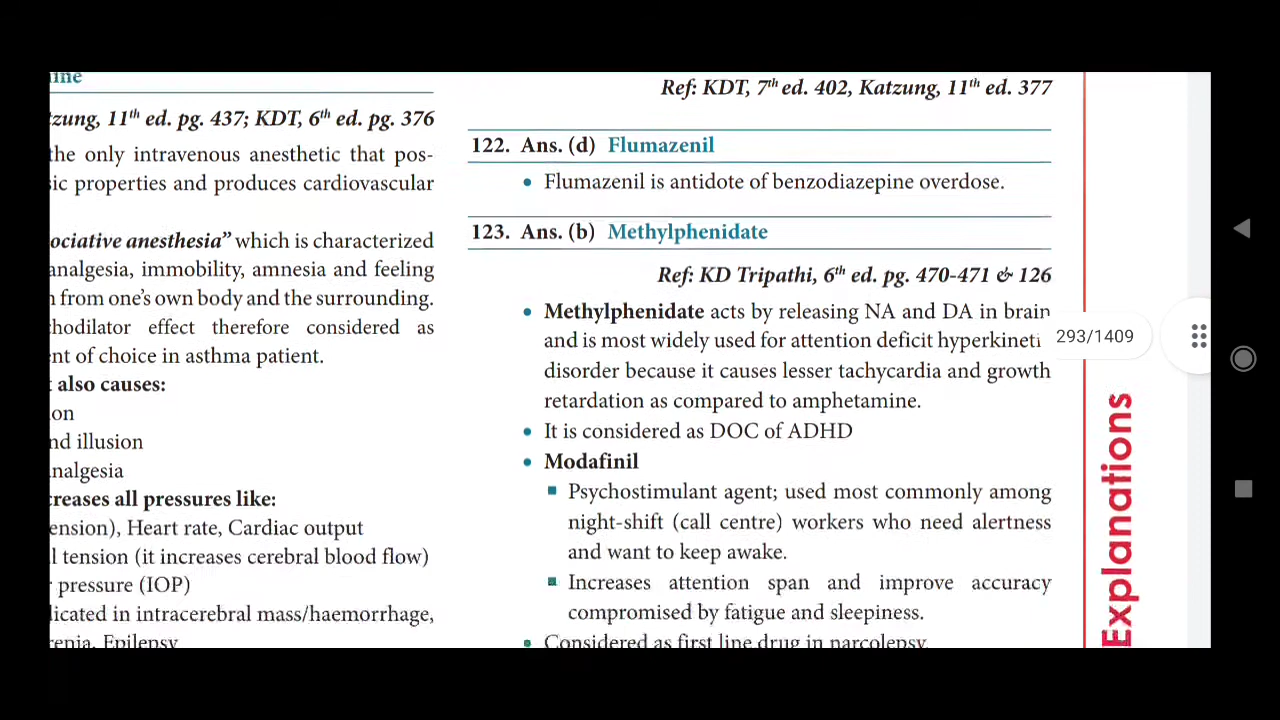 tzung, 11th ed. pg. 437; KDT, 6th ed. pg. 376
the only intravenous anesthetic that pos-
sic properties and produces cardiovascular
ociative anesthesia” which is characterized
analgesia, immobility, amnesia and feeling
from one’s own body and the surrounding.
hodilator effect therefore considered as
nt of choice in asthma patient.
also causes:
on
nd illusion
nalgesia
creases all pressures like:
ension), Heart rate, Cardiac output
l tension (it increases cerebral blood flow)
pressure (IOP)
licated in intracerebral mass/haemorrhage,
renia, Epilepsy
Ref: KDT, 7th ed. 402, Katzung, 11th ed. 377
122. Ans. (d) Flumazenil
• Flumazenil is antidote of benzodiazepine overdose.
123. Ans. (b) Methylphenidate
Ref: KD Tripathi, 6th ed. pg. 470-471 & 126
• Methylphenidate acts by releasing NA and DA in brain
and is most widely used for attention deficit hyperkineti
disorder because it causes lesser tachycardia and growth
retardation as compared to amphetamine.
• It is considered as DOC of ADHD
• Modafinil
■ Psychostimulant agent; used most commonly among
night-shift (call centre) workers who need alertness
and want to keep awake.
■ Increases attention span and improve accuracy
compromised by fatigue and sleepiness.
• Considered as first line drug in narcolepsy.
293/1409
Explanations